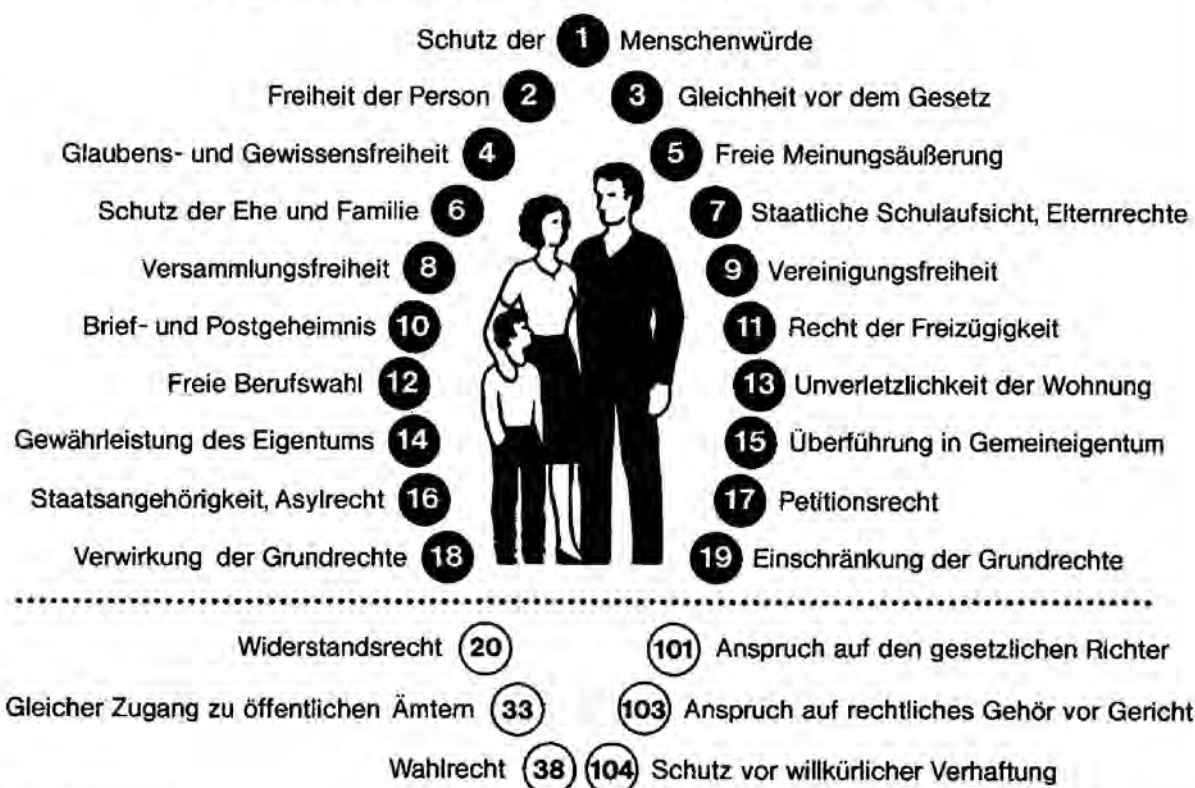 Schutz der 1 Menschenwürde
Freiheit der Person 2 3 Gleichheit vor dem Gesetz
Glaubens- und Gewissensfreiheit 4 5 Freie Meinungsäußerung
Schutz der Ehe und Familie 6 7 Staatliche Schulaufsicht, Elternrechte
Versammlungsfreiheit 8 9 Vereinigungsfreiheit
Brief- und Postgeheimnis 10 11 Recht der Freizügigkeit
Freie Berufswahl 12 13 Unverletzlichkeit der Wohnung
Gewährleistung des Eigentums 14 15 Überführung in Gemeineigentum
Staatsangehörigkeit, Asylrecht 16 17 Petitionsrecht
Verwirkung der Grundrechte 18 19 Einschränkung der Grundrechte
Widerstandsrecht 20 101 Anspruch auf den gesetzlichen Richter
Gleicher Zugang zu öffentlichen Ämtern 33 103 Anspruch auf rechtliches Gehör vor Gericht
Wahlrecht 38 104 Schutz vor willkürlicher Verhaftung